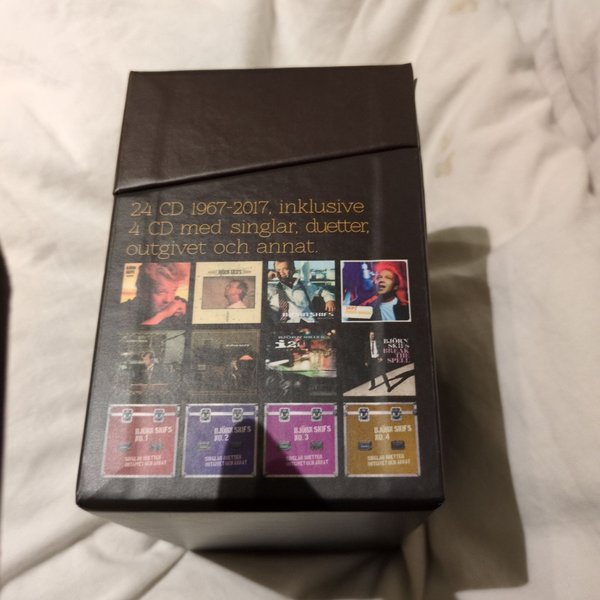 24 CD 1967-2017, inklusive
4 CD med singlar, duetter,
outgivet och annat.
BJÖRN SKIFS
BJÖRN
SKIFS
BREAK
THE
SPELL
BJÖRN SKIFS
NO. 1
SINGLAR DUETTER
OUTGIVET OCH ANNAT
BJÖRN SKIFS
NO. 2
SINGLAR DUETTER
OUTGIVET OCH ANNAT
BJÖRN SKIFS
NO. 3
SINGLAR DUETTER
OUTGIVET OCH ANNAT
BJÖRN SKIFS
NO. 4
SINGLAR DUETTER
OUTGIVET OCH ANNAT